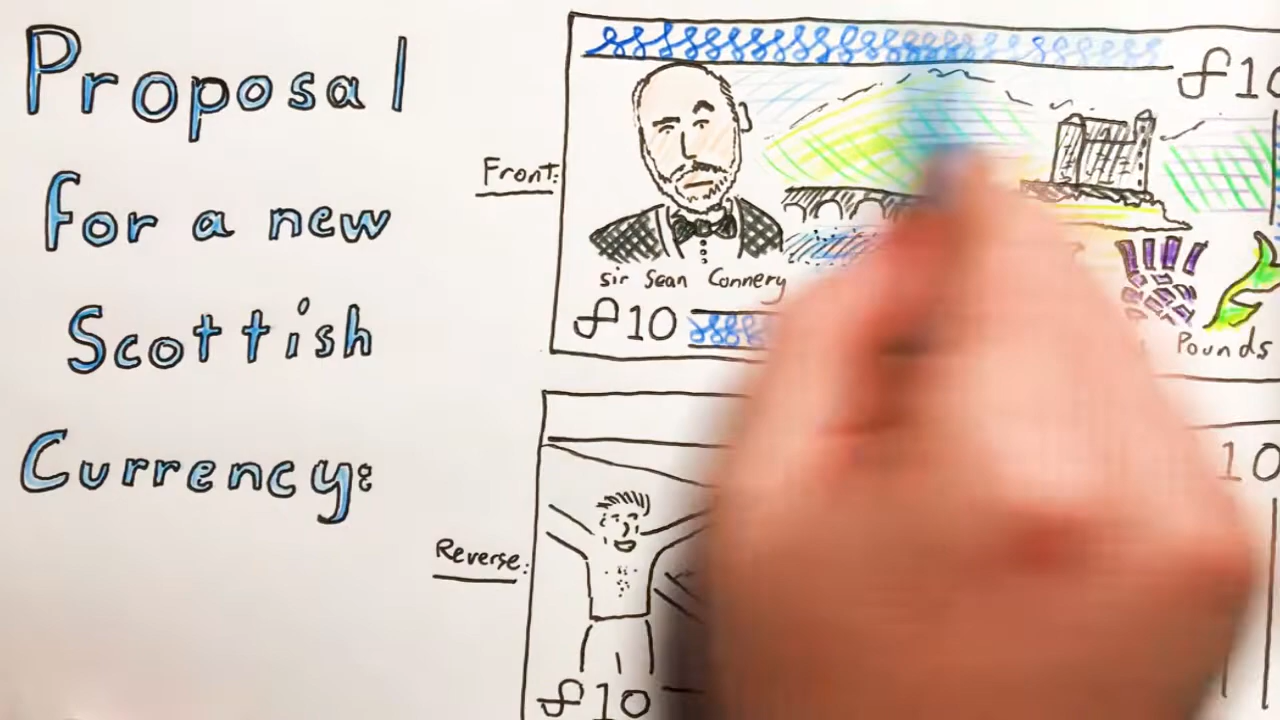 Proposal
for a new
Scottish
Currency:
Front:
£10
Sir Sean Connery
£10
Pounds
Reverse:
10
£10